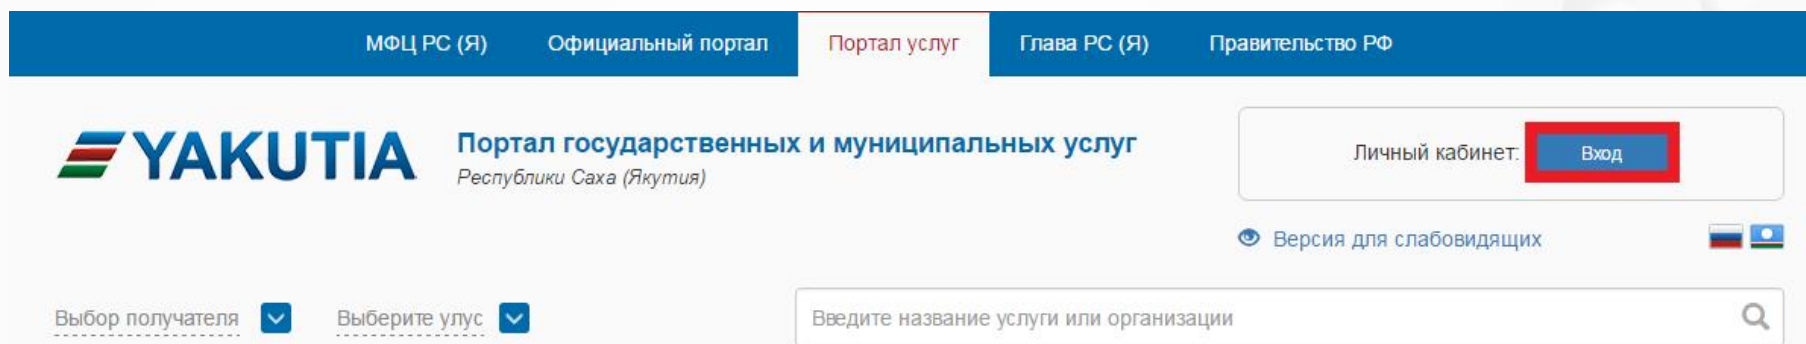 МФЦ РС (Я) Официальный портал Портал услуг Глава РС (Я) Правительство РФ
YAKUTIA
Портал государственных и муниципальных услуг
Республики Саха (Якутия)
Личный кабинет: Вход
Версия для слабовидящих
Выбор получателя Выберите улус Введите название услуги или организации